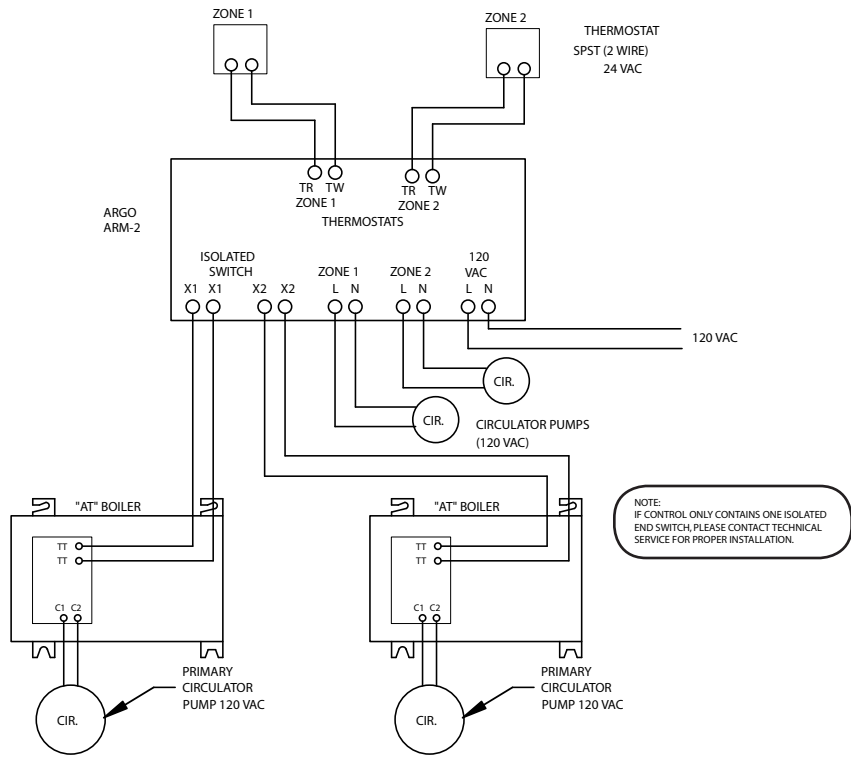 ZONE 1
ZONE 2
THERMOSTAT
SPST (2 WIRE)
24 VAC
TR TW
ZONE 1
TR TW
ZONE 2
THERMOSTATS
ARGO
ARM-2
ISOLATED
SWITCH
X1 X1 X2 X2
ZONE 1
L N
ZONE 2
L N
120
VAC
L N
120 VAC
CIR.
CIR.
CIRCULATOR PUMPS
(120 VAC)
"AT" BOILER
TT
TT
C1 C2
CIR.
PRIMARY
CIRCULATOR
PUMP 120 VAC
"AT" BOILER
TT
TT
C1 C2
CIR.
PRIMARY
CIRCULATOR
PUMP 120 VAC
NOTE:
IF CONTROL ONLY CONTAINS ONE ISOLATED
END SWITCH, PLEASE CONTACT TECHNICAL
SERVICE FOR PROPER INSTALLATION.